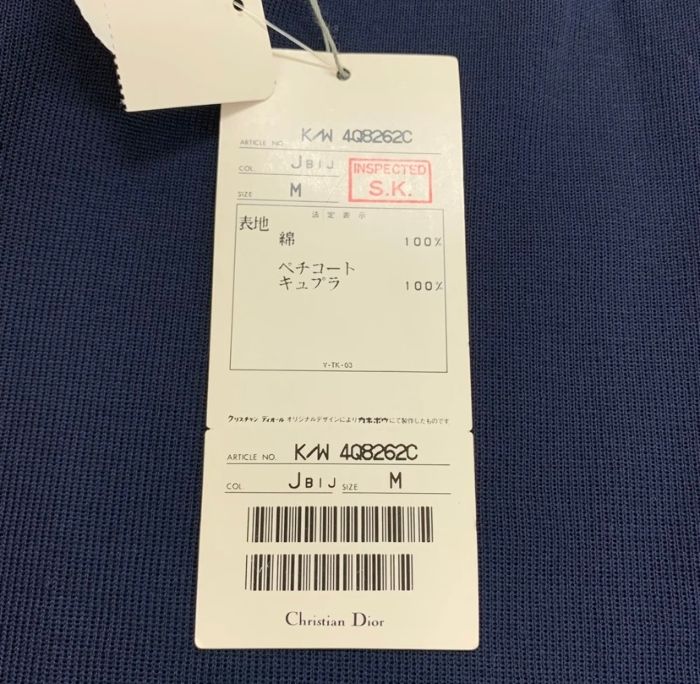 ARTICLE NO. K/W 4Q8262C
COL. JBIJ
INSPECTED
S.K.
SIZE M
法定表示
表地
綿 100%
ペチコート
キュプラ 100%
Y-TK-03
クリスチャン ディオール オリジナルデザインにより カネボウ にて製作したものです
ARTICLE NO. K/W 4Q8262C
COL. JBIJ SIZE M
Christian Dior